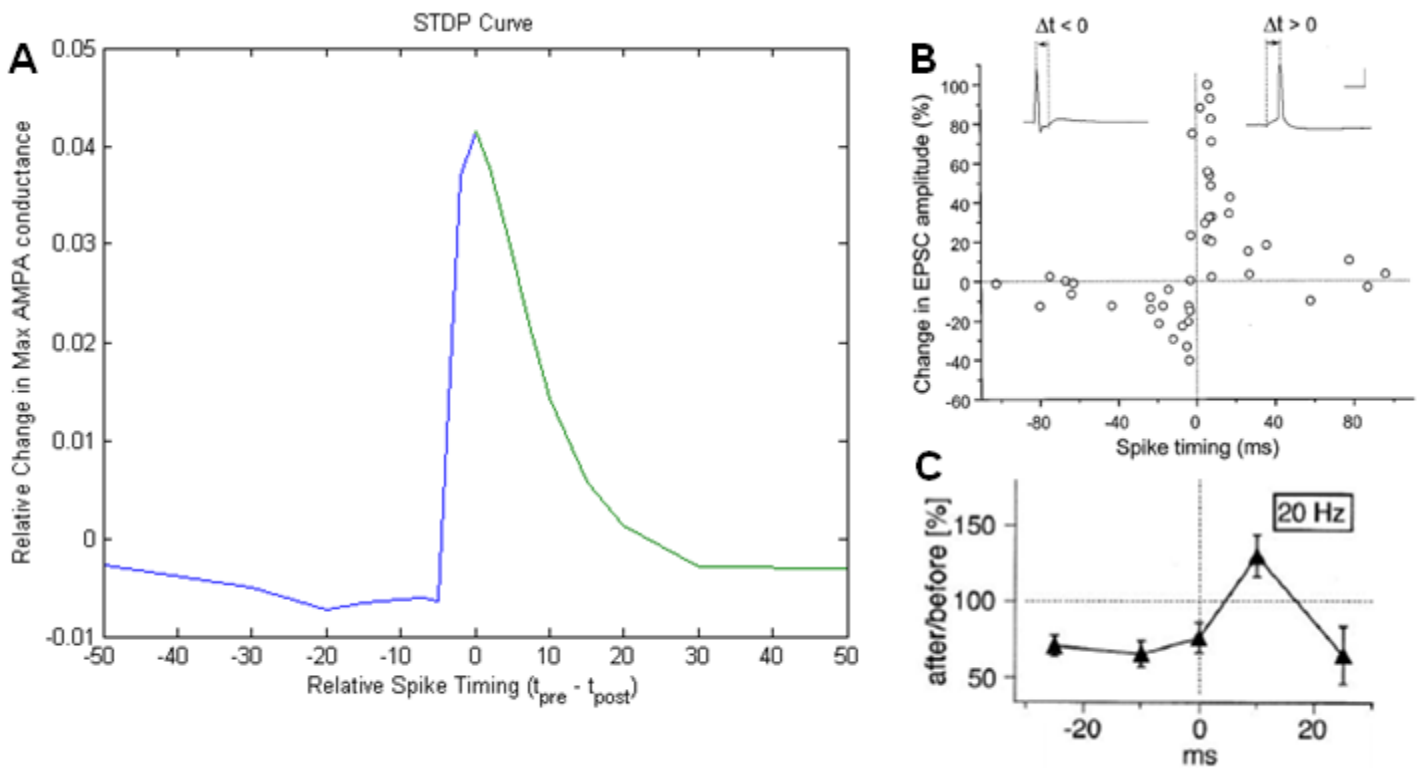 A
STDP Curve
Relative Change in Max AMPA conductance
0.05
0.04
0.03
0.02
0.01
0
-0.01
-50 -40 -30 -20 -10 0 10 20 30 40 50
Relative Spike Timing (tpre - tpost)
B
Δt < 0
Δt > 0
Change in EPSC amplitude (%)
100
80
60
40
20
0
-20
-40
-60
-80 -40 0 40 80
Spike timing (ms)
C
20 Hz
after/before [%]
150
100
50
-20 0 20
ms